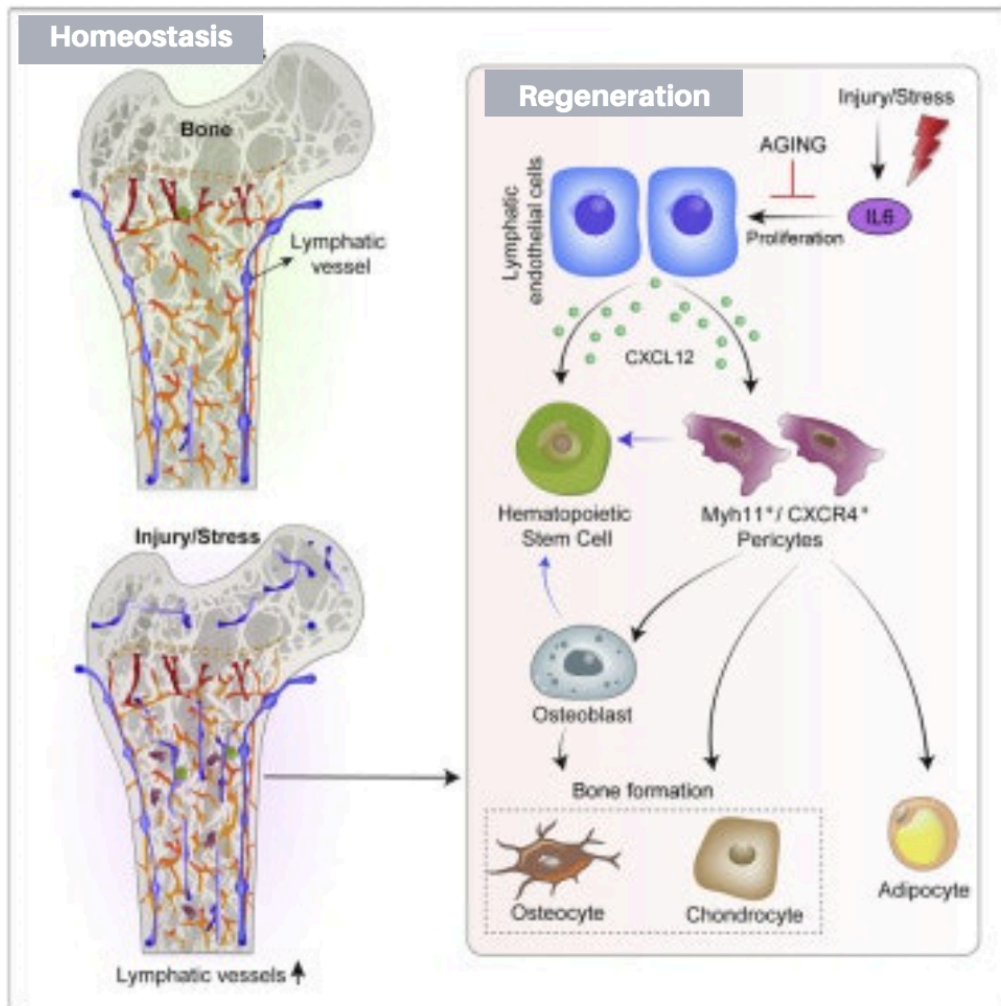 Homeostasis
Bone
Lymphatic
vessel
Injury/Stress
Lymphatic vessels
Regeneration
Injury/Stress
AGING
IL6
Proliferation
Lymphatic
endothelial cells
CXCL12
Hematopoietic
Stem Cell
Myh11⁺/ CXCR4⁺
Pericytes
Osteoblast
Bone formation
Osteocyte
Chondrocyte
Adipocyte